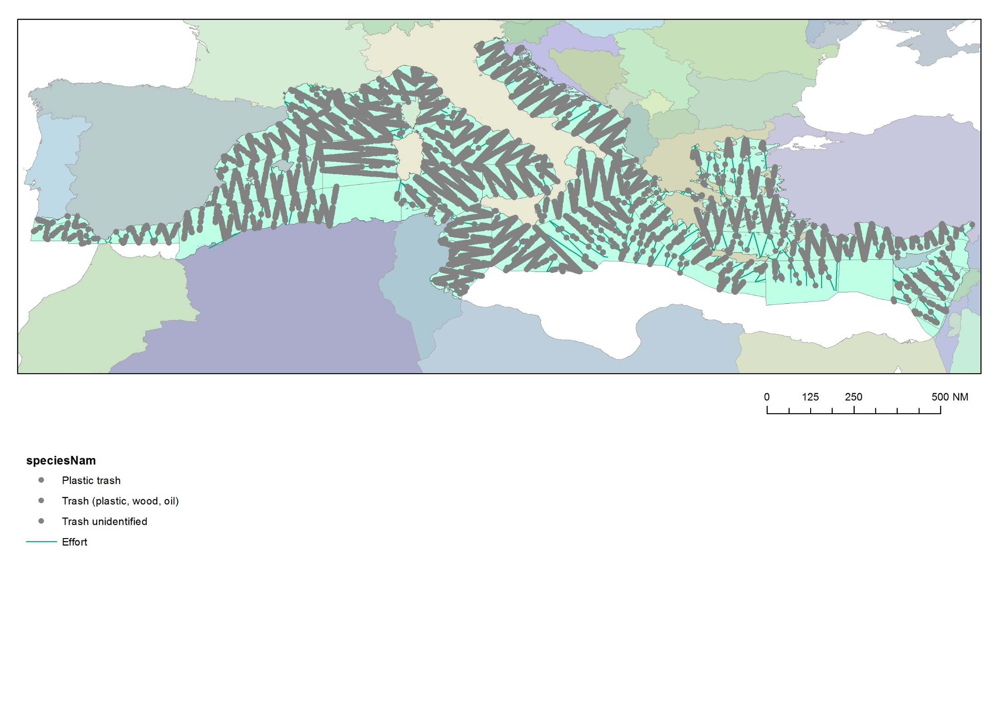 0 125 250 500 NM
speciesNam
Plastic trash
Trash (plastic, wood, oil)
Trash unidentified
Effort